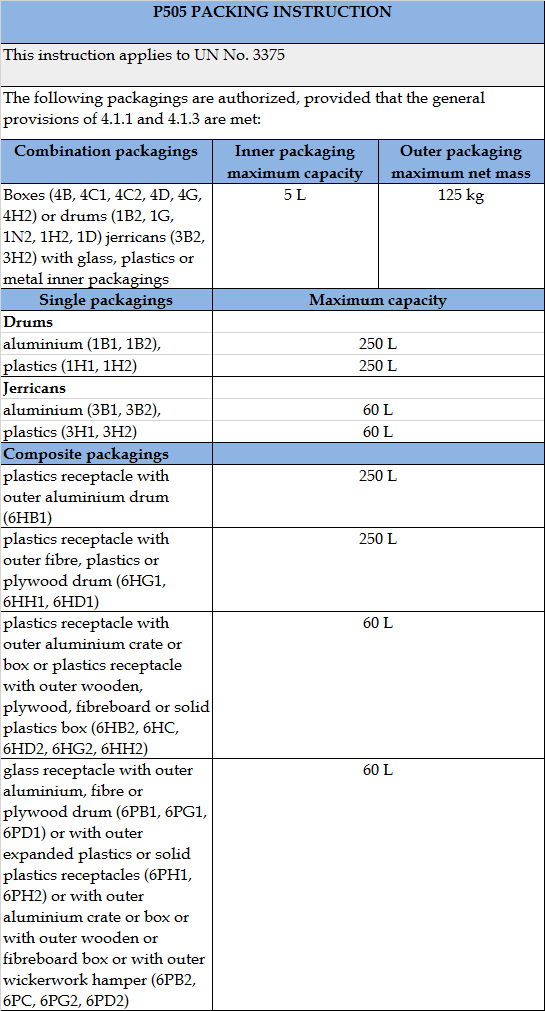 P505 PACKING INSTRUCTION
This instruction applies to UN No. 3375
The following packagings are authorized, provided that the general
provisions of 4.1.1 and 4.1.3 are met:
Combination packagings
Inner packaging
maximum capacity
Outer packaging
maximum net mass
Boxes (4B, 4C1, 4C2, 4D, 4G,
4H2) or drums (1B2, 1G,
1N2, 1H2, 1D) jerricans (3B2,
3H2) with glass, plastics or
metal inner packagings
5 L
125 kg
Single packagings
Maximum capacity
Drums
aluminium (1B1, 1B2),
250 L
plastics (1H1, 1H2)
250 L
Jerricans
aluminium (3B1, 3B2),
60 L
plastics (3H1, 3H2)
60 L
Composite packagings
plastics receptacle with
outer aluminium drum
(6HB1)
250 L
plastics receptacle with
outer fibre, plastics or
plywood drum (6HG1,
6HH1, 6HD1)
250 L
plastics receptacle with
outer aluminium crate or
box or plastics receptacle
with outer wooden,
plywood, fibreboard or solid
plastics box (6HB2, 6HC,
6HD2, 6HG2, 6HH2)
60 L
glass receptacle with outer
aluminium, fibre or
plywood drum (6PB1, 6PG1,
6PD1) or with outer
expanded plastics or solid
plastics receptacles (6PH1,
6PH2) or with outer
aluminium crate or box or
with outer wooden or
fibreboard box or with outer
wickerwork hamper (6PB2,
6PC, 6PG2, 6PD2)
60 L